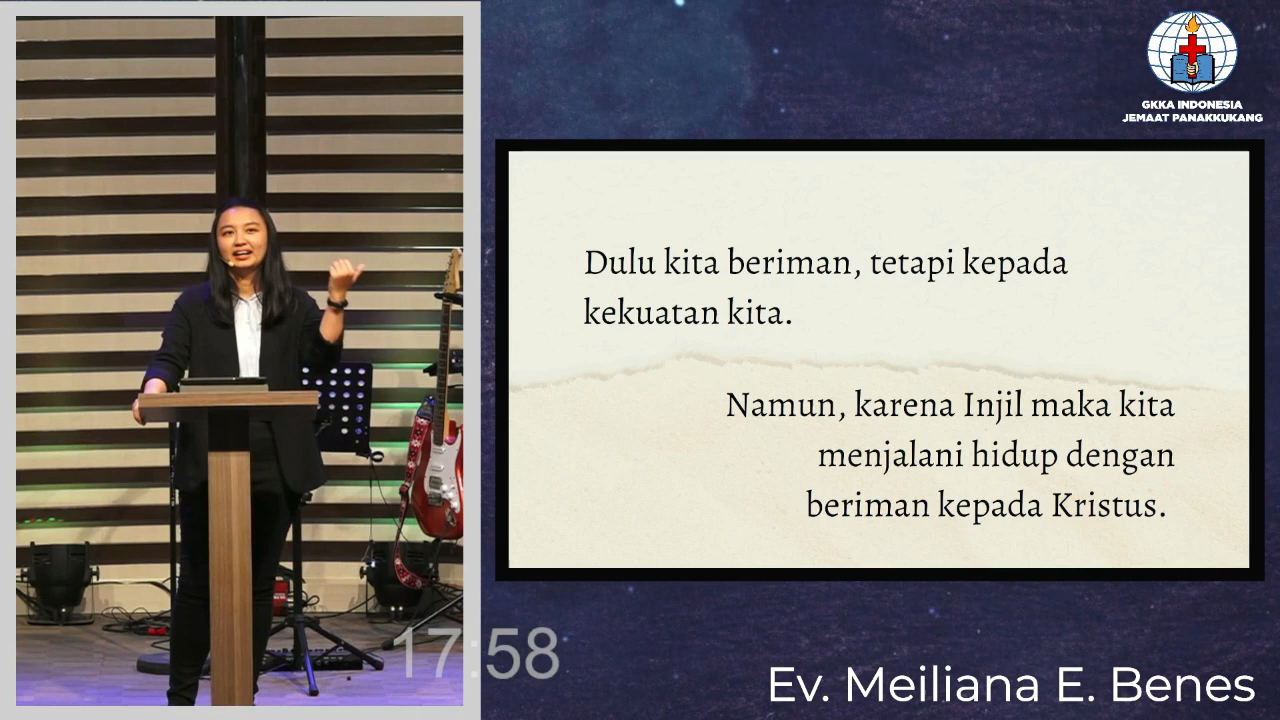 GKKA INDONESIA
JEMAAT PANAKKUKANG
Dulu kita beriman, tetapi kepada
kekuatan kita.
Namun, karena Injil maka kita
menjalani hidup dengan
beriman kepada Kristus.
17:58
Ev. Meiliana E. Benes